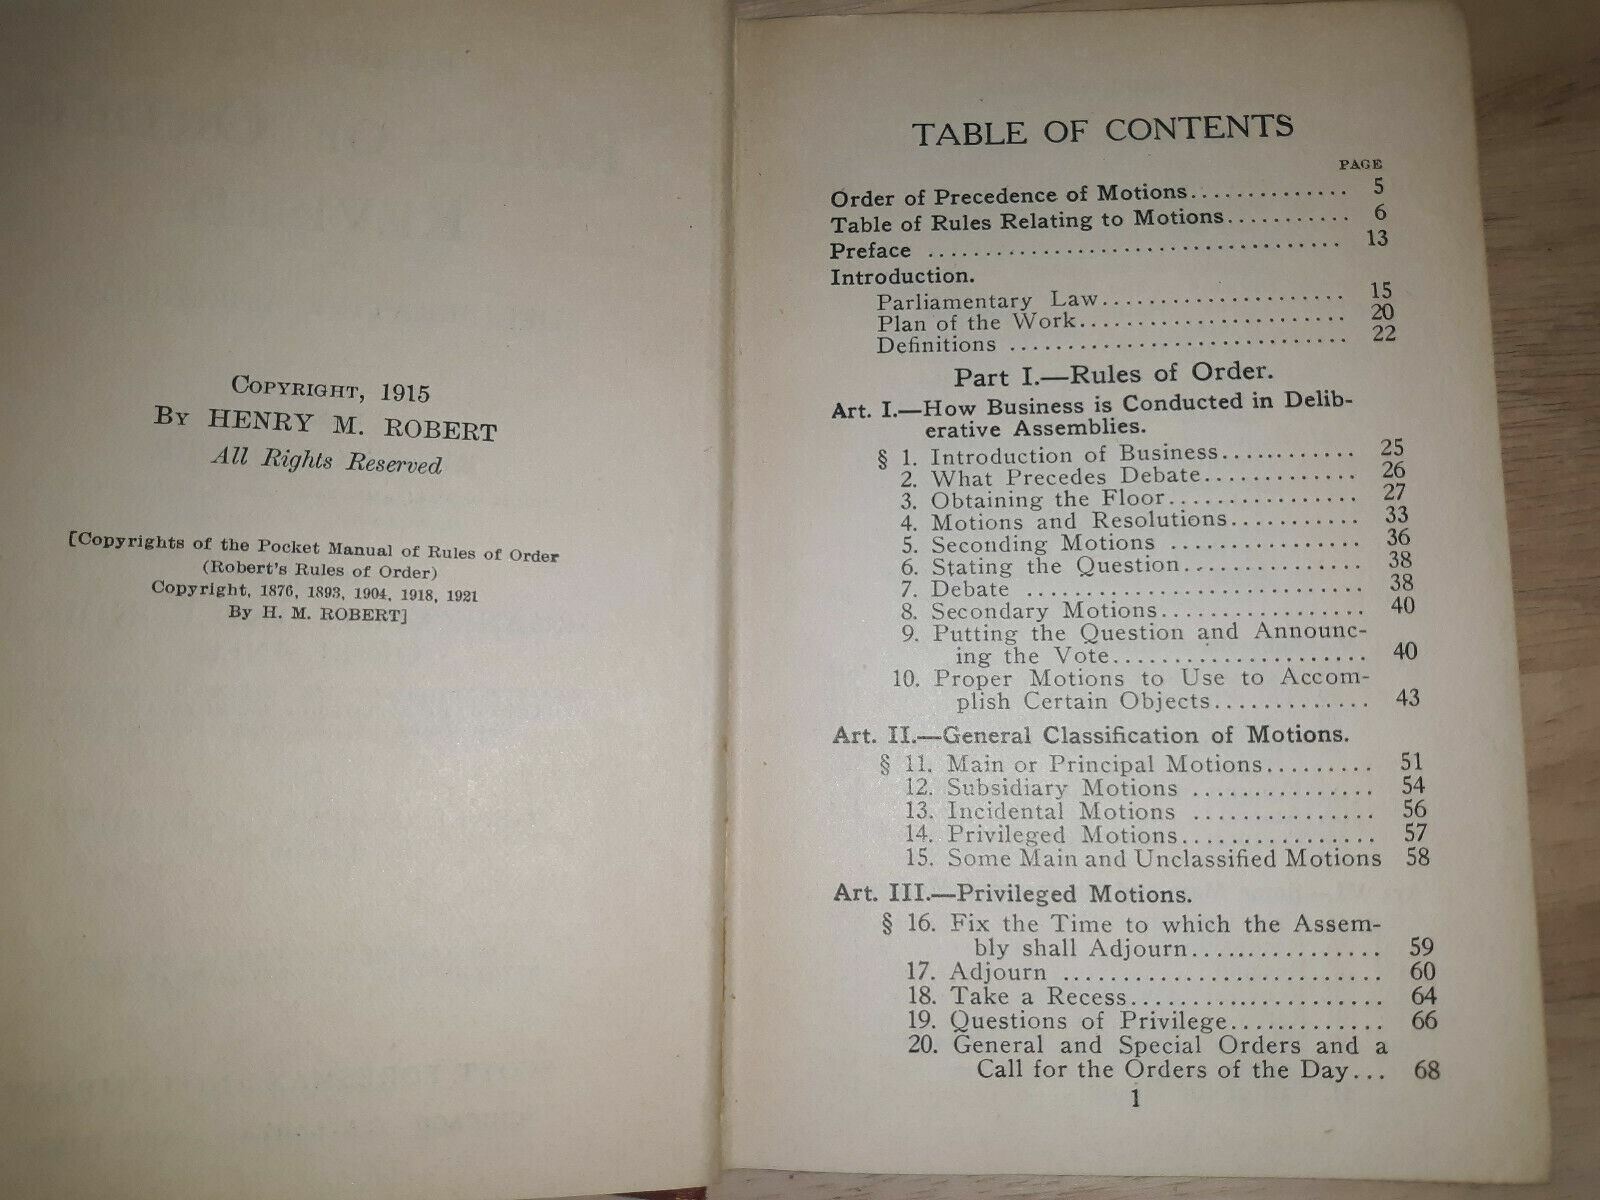 Copyright, 1915
By HENRY M. ROBERT
All Rights Reserved
[Copyrights of the Pocket Manual of Rules of Order
(Robert's Rules of Order)
Copyright, 1876, 1893, 1904, 1918, 1921
By H. M. ROBERT]
TABLE OF CONTENTS
PAGE
Order of Precedence of Motions.............. 5
Table of Rules Relating to Motions........... 6
Preface ..................................... 13
Introduction.
Parliamentary Law...................... 15
Plan of the Work........................ 20
Definitions .............................. 22
Part I.—Rules of Order.
Art. I.—How Business is Conducted in Delib-
erative Assemblies.
§ 1. Introduction of Business............ 25
2. What Precedes Debate............. 26
3. Obtaining the Floor................ 27
4. Motions and Resolutions........... 33
5. Seconding Motions ................ 36
6. Stating the Question............... 38
7. Debate ............................. 38
8. Secondary Motions................. 40
9. Putting the Question and Announc-
ing the Vote...................... 40
10. Proper Motions to Use to Accom-
plish Certain Objects............. 43
Art. II.—General Classification of Motions.
§ 11. Main or Principal Motions......... 51
12. Subsidiary Motions ............... 54
13. Incidental Motions ............... 56
14. Privileged Motions................ 57
15. Some Main and Unclassified Motions 58
Art. III.—Privileged Motions.
§ 16. Fix the Time to which the Assem-
bly shall Adjourn................ 59
17. Adjourn .......................... 60
18. Take a Recess..................... 64
19. Questions of Privilege............. 66
20. General and Special Orders and a
Call for the Orders of the Day... 68
1